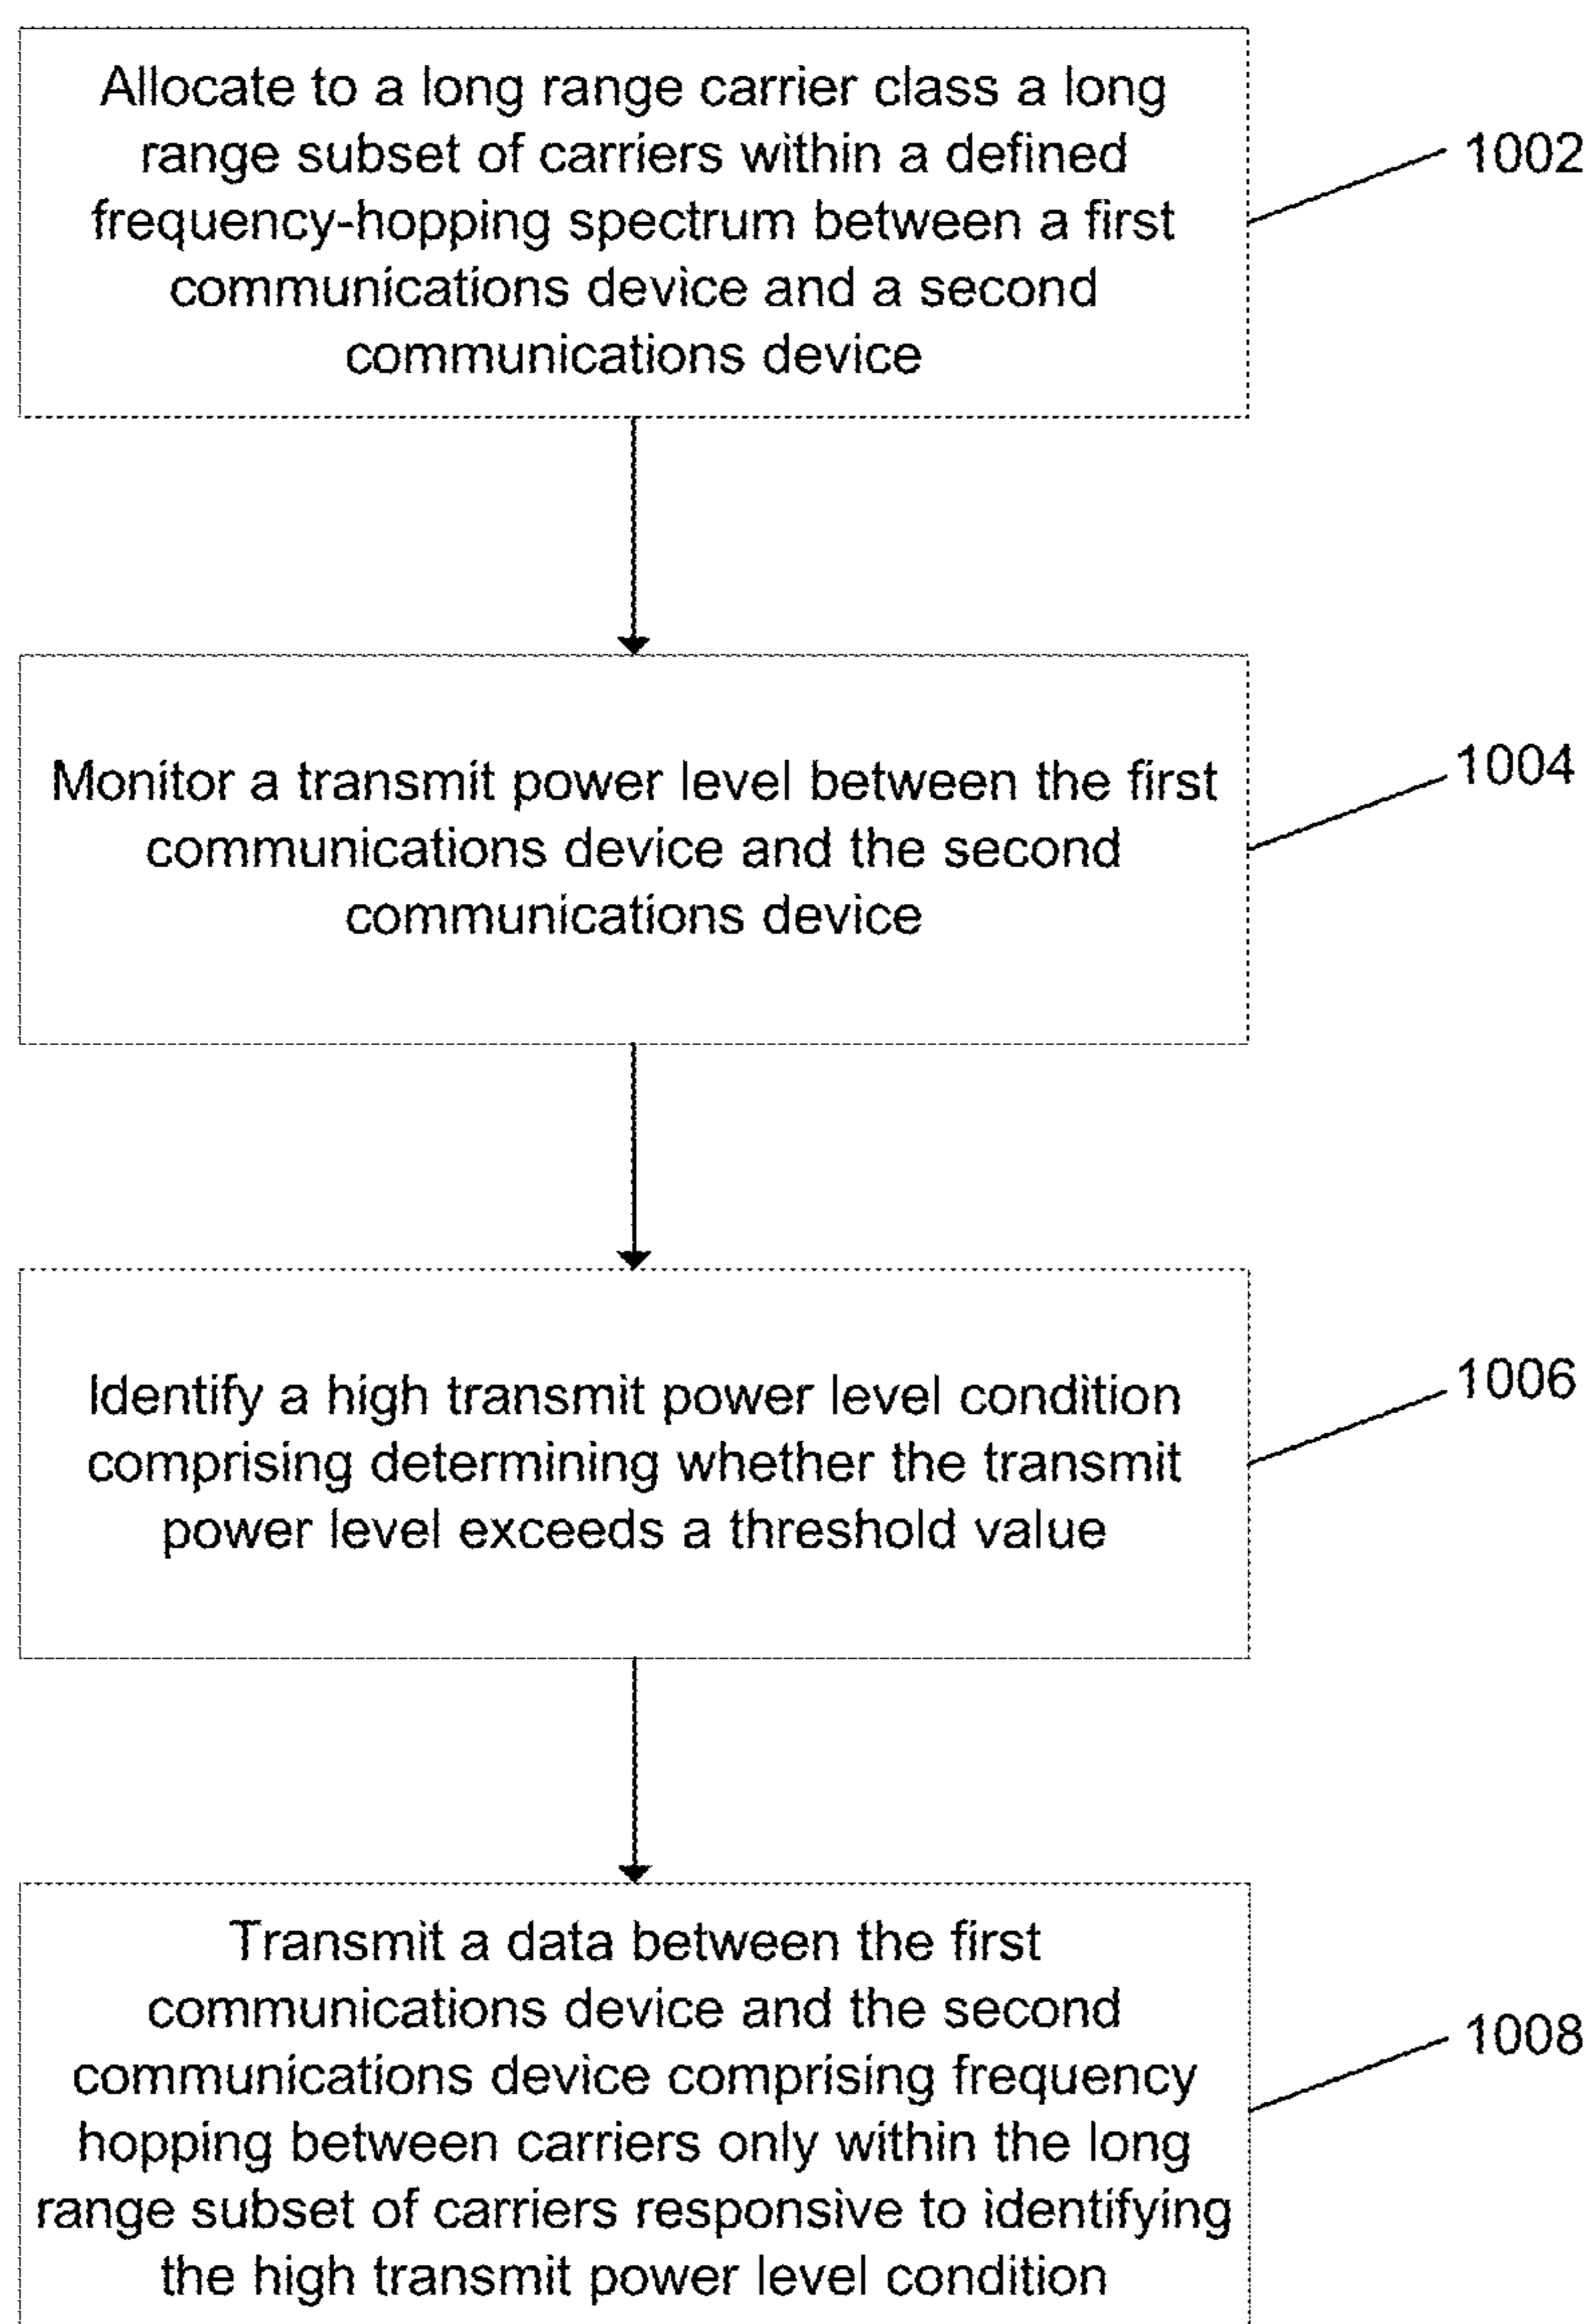 Allocate to a long range carrier class a long
range subset of carriers within a defined
frequency-hopping spectrum between a first
communications device and a second
communications device
1002
Monitor a transmit power level between the first
communications device and the second
communications device
1004
Identify a high transmit power level condition
comprising determining whether the transmit
power level exceeds a threshold value
1006
Transmit a data between the first
communications device and the second
communications device comprising frequency
hopping between carriers only within the long
range subset of carriers responsive to identifying
the high transmit power level condition
1008